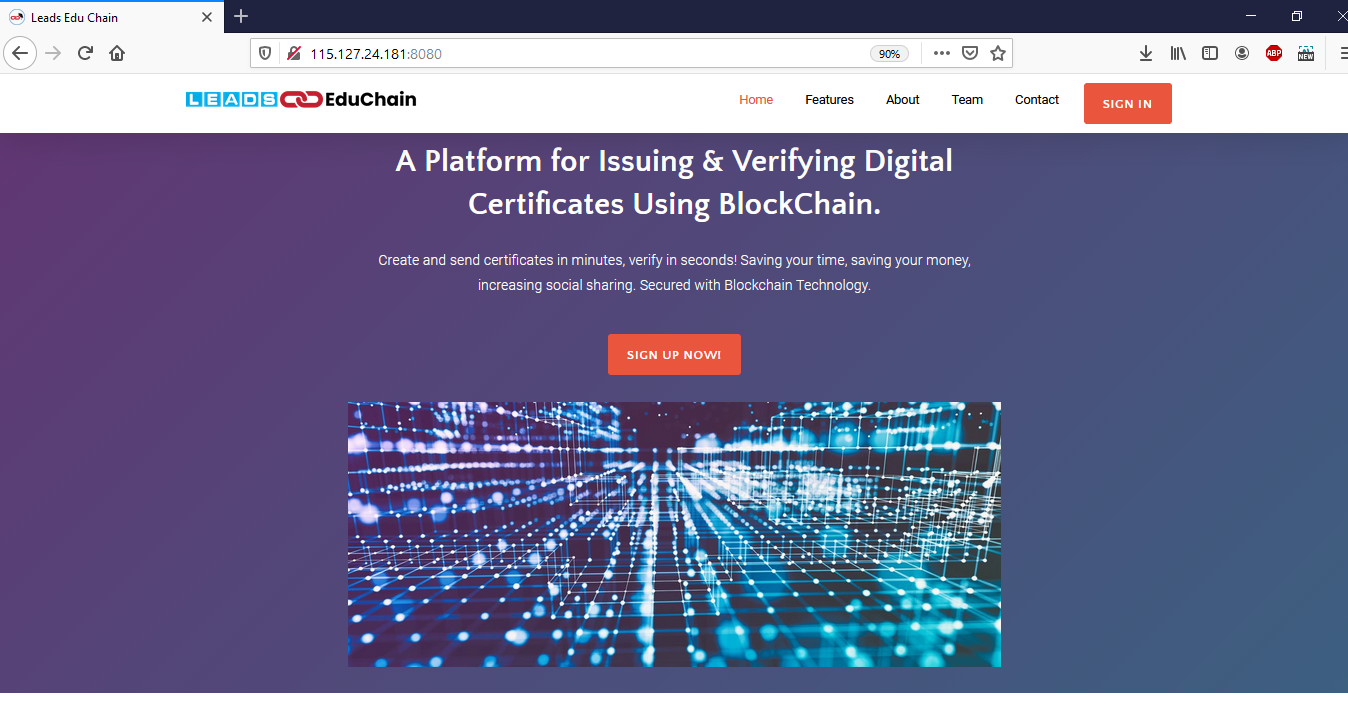 Leads Edu Chain
115.127.24.181:8080
90%
ABP
NEW
LEADS EduChain
Home
Features
About
Team
Contact
SIGN IN
A Platform for Issuing & Verifying Digital
Certificates Using BlockChain.
Create and send certificates in minutes, verify in seconds! Saving your time, saving your money,
increasing social sharing. Secured with Blockchain Technology.
SIGN UP NOW!